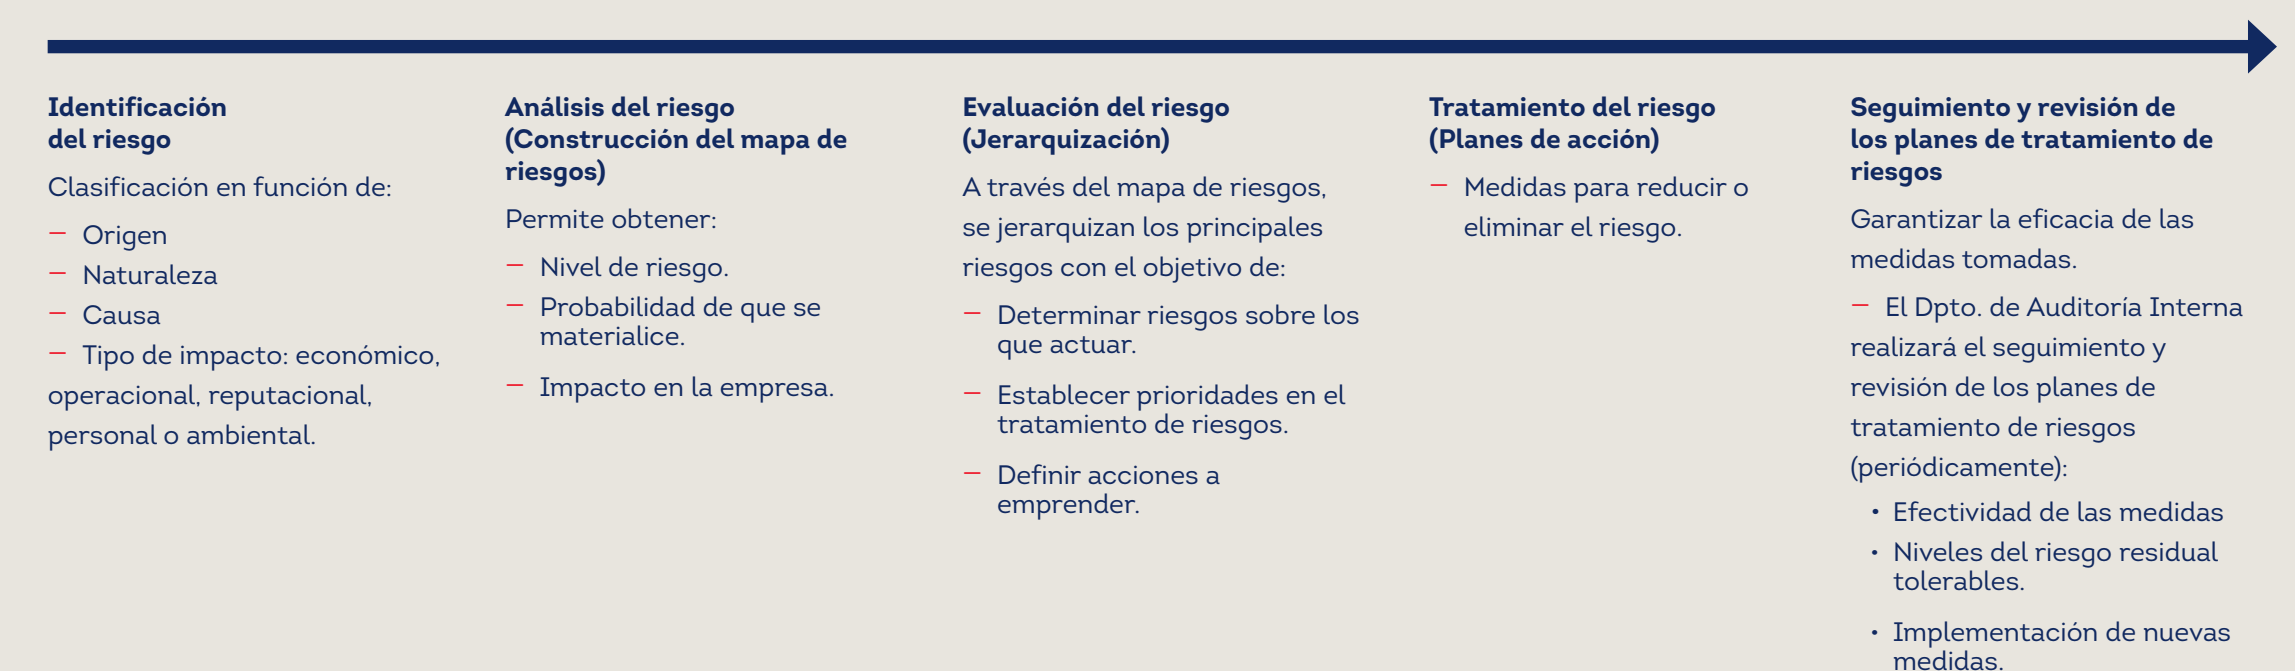 Identificación
del riesgo
Clasificación en función de:
— Origen
— Naturaleza
— Causa
— Tipo de impacto: económico,
operacional, reputacional,
personal o ambiental.
Análisis del riesgo
(Construcción del mapa de
riesgos)
Permite obtener:
— Nivel de riesgo.
— Probabilidad de que se
materialice.
— Impacto en la empresa.
Evaluación del riesgo
(Jerarquización)
A través del mapa de riesgos,
se jerarquizan los principales
riesgos con el objetivo de:
— Determinar riesgos sobre los
que actuar.
— Establecer prioridades en el
tratamiento de riesgos.
— Definir acciones a
emprender.
Tratamiento del riesgo
(Planes de acción)
— Medidas para reducir o
eliminar el riesgo.
Seguimiento y revisión de
los planes de tratamiento de
riesgos
Garantizar la eficacia de las
medidas tomadas.
— El Dpto. de Auditoría Interna
realizará el seguimiento y
revisión de los planes de
tratamiento de riesgos
(periódicamente):
• Efectividad de las medidas
• Niveles del riesgo residual
tolerables.
• Implementación de nuevas
medidas.